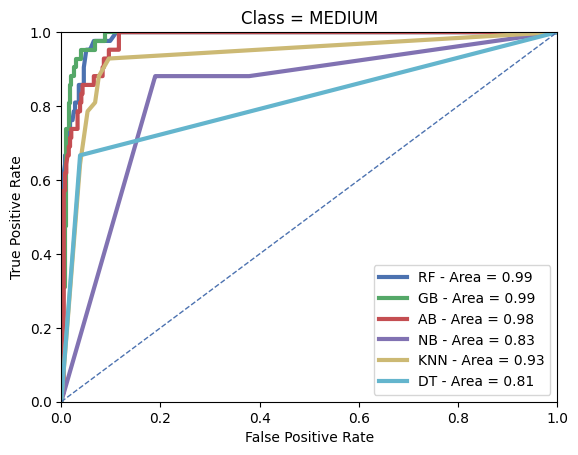 Class = MEDIUM
1.0
0.8
0.6
0.4
0.2
0.0
True Positive Rate
RF - Area = 0.99
GB - Area = 0.99
AB - Area = 0.98
NB - Area = 0.83
KNN - Area = 0.93
DT - Area = 0.81
0.0 0.2 0.4 0.6 0.8 1.0
False Positive Rate